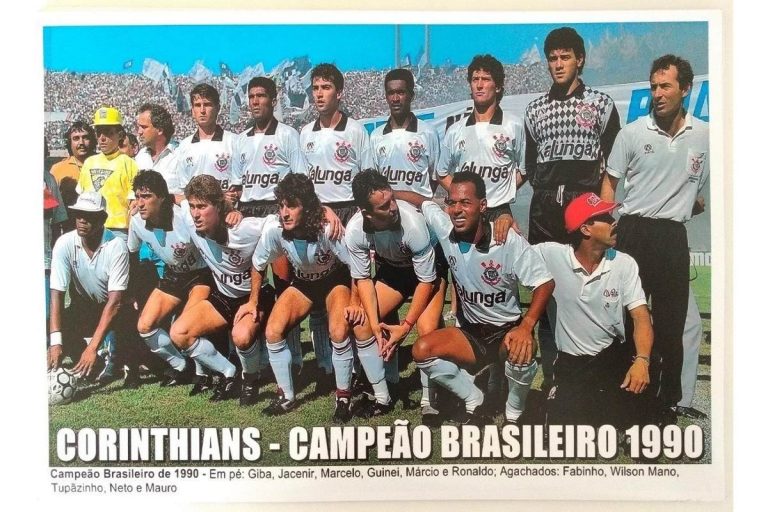 Kalunga
Kalunga
Kalunga
Kalunga
Kalunga
Kalunga
CORINTHIANS - CAMPEÃO BRASILEIRO 1990
Campeão Brasileiro de 1990 - Em pé: Giba, Jacenir, Marcelo, Guinei, Márcio e Ronaldo; Agachados: Fabinho, Wilson Mano,
Tupãzinho, Neto e Mauro